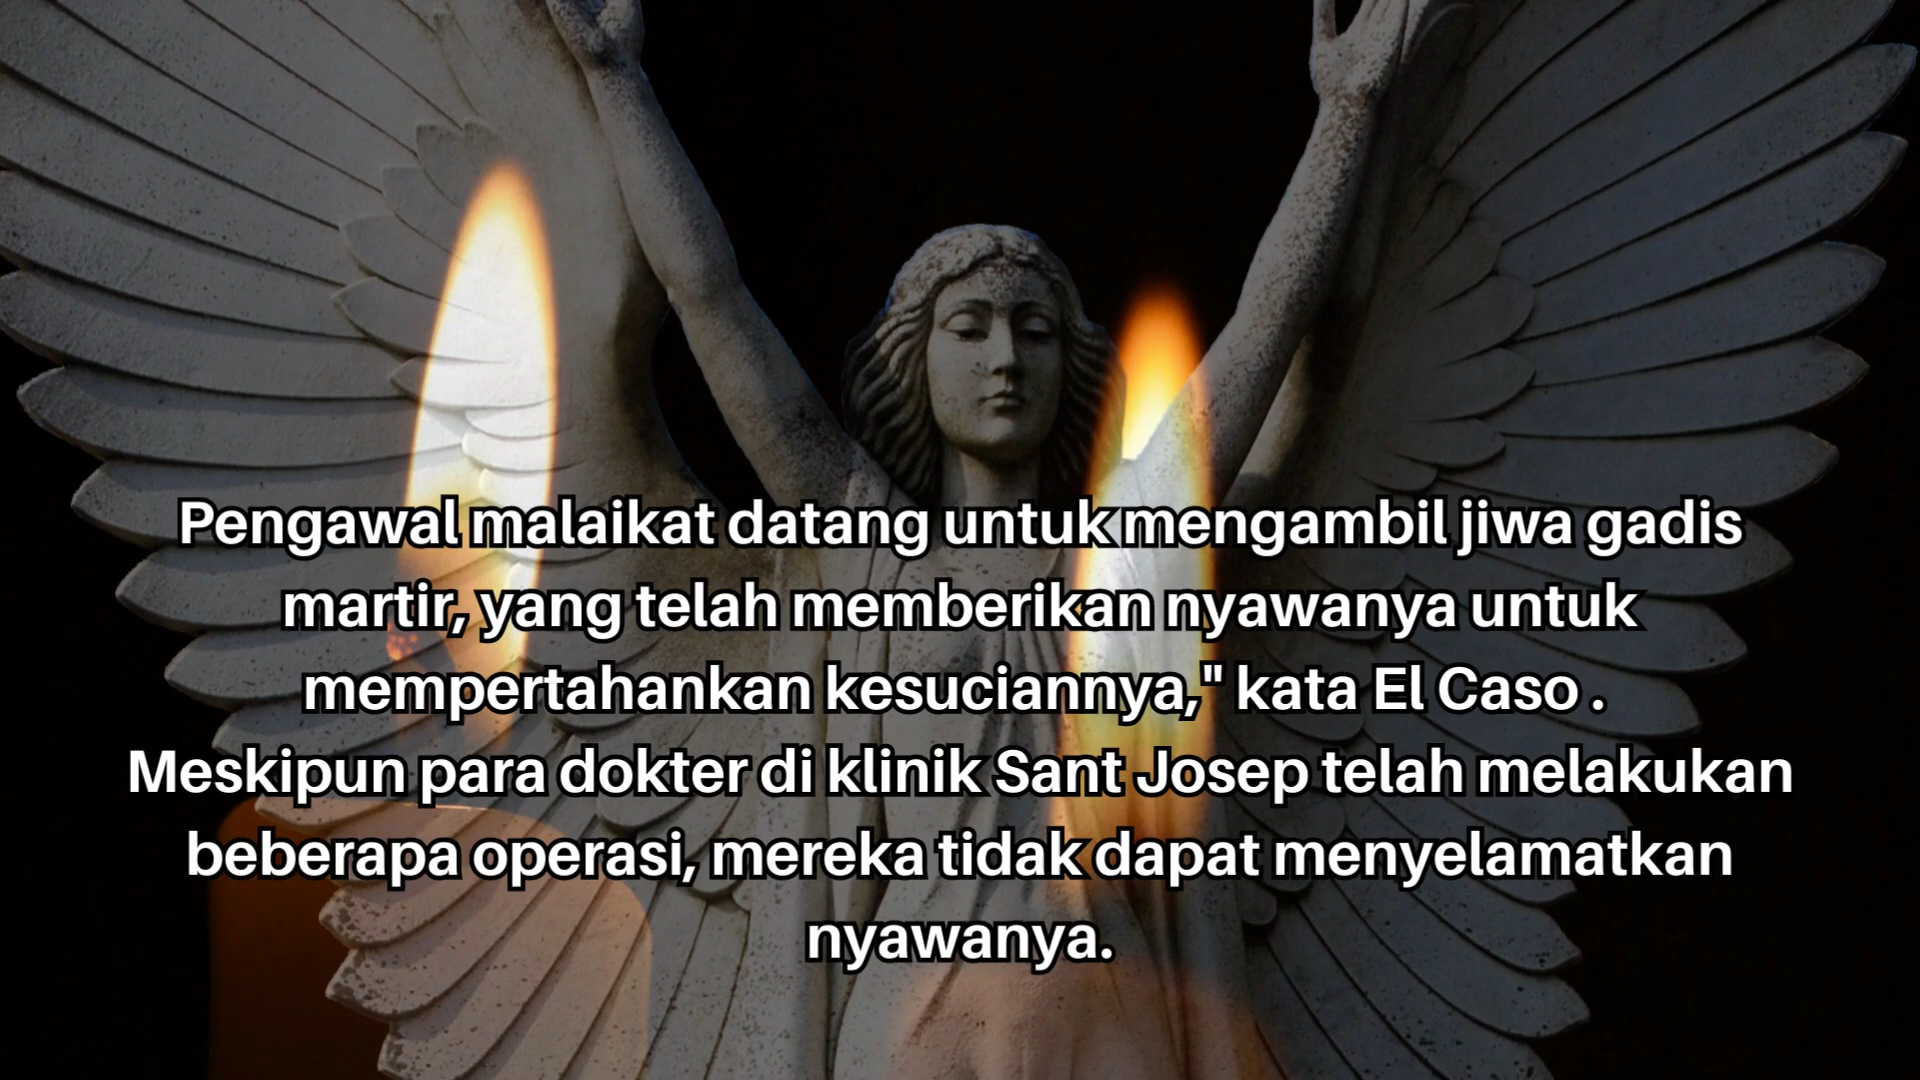 Pengawal malaikat datang untuk mengambil jiwa gadis
martir, yang telah memberikan nyawanya untuk
mempertahankan kesuciannya," kata El Caso .
Meskipun para dokter di klinik Sant Josep telah melakukan
beberapa operasi, mereka tidak dapat menyelamatkan
nyawanya.